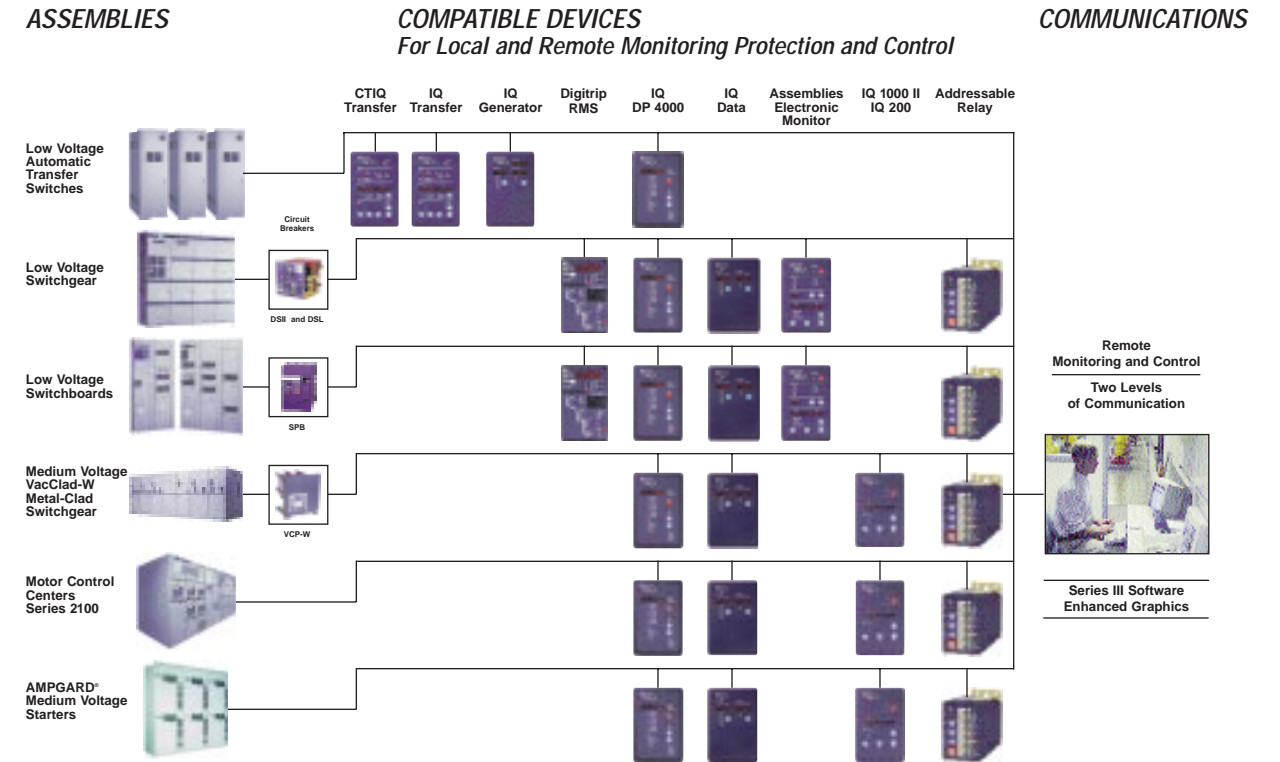 ASSEMBLIES
COMPATIBLE DEVICES
For Local and Remote Monitoring Protection and Control
COMMUNICATIONS
CTIQ
Transfer
IQ
Transfer
IQ
Generator
Digitrip
RMS
IQ
DP 4000
IQ
Data
Assemblies
Electronic
Monitor
IQ 1000 II
IQ 200
Addressable
Relay
Low Voltage
Automatic
Transfer
Switches
Circuit
Breakers
Low Voltage
Switchgear
DSII and DSL
Low Voltage
Switchboards
SPB
Medium Voltage
VacClad-W
Metal-Clad
Switchgear
VCP-W
Motor Control
Centers
Series 2100
AMPGARD®
Medium Voltage
Starters
Remote
Monitoring and Control
Two Levels
of Communication
Series III Software
Enhanced Graphics